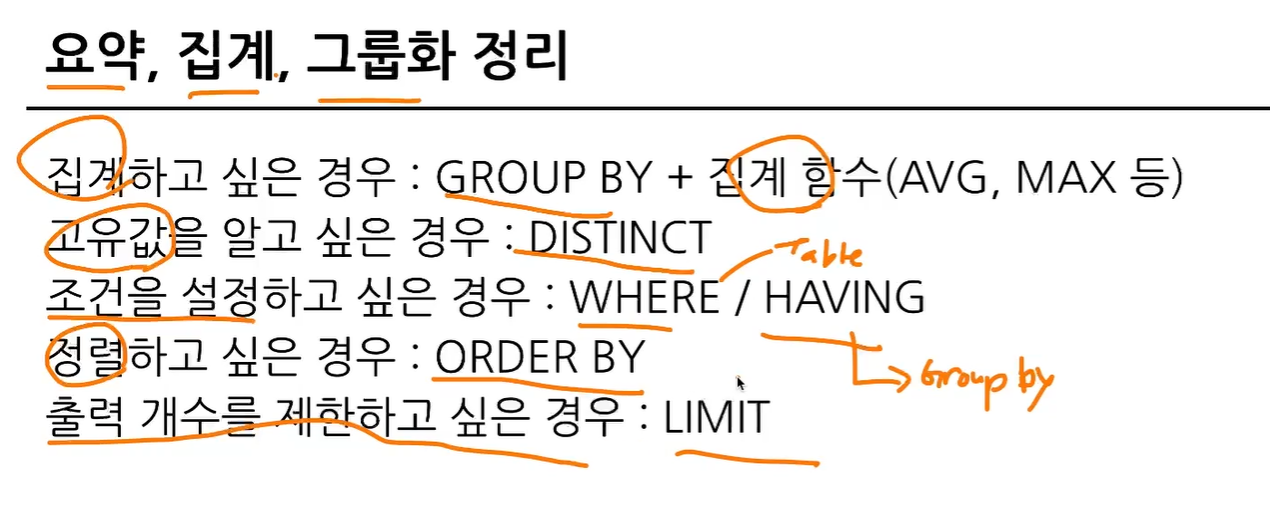 요약, 집계, 그룹화 정리
집계하고 싶은 경우 : GROUP BY + 집계 함수(AVG, MAX 등)
고유값을 알고 싶은 경우 : DISTINCT
Table
조건을 설정하고 싶은 경우 : WHERE / HAVING
정렬하고 싶은 경우 : ORDER BY
Group by
출력 개수를 제한하고 싶은 경우 : LIMIT